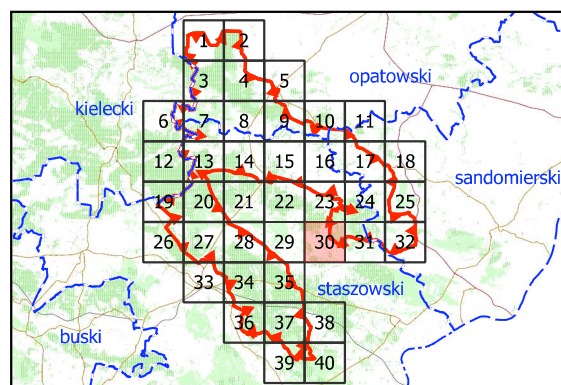 1 2
3 4 5
opatowski
kielecki
6 7 8 9 10 11
12 13 14 15 16 17 18
sandomierski
19 20 21 22 23 24 25
26 27 28 29 30 31 32
33 34 35
staszowski
buski
36 37 38
39 40